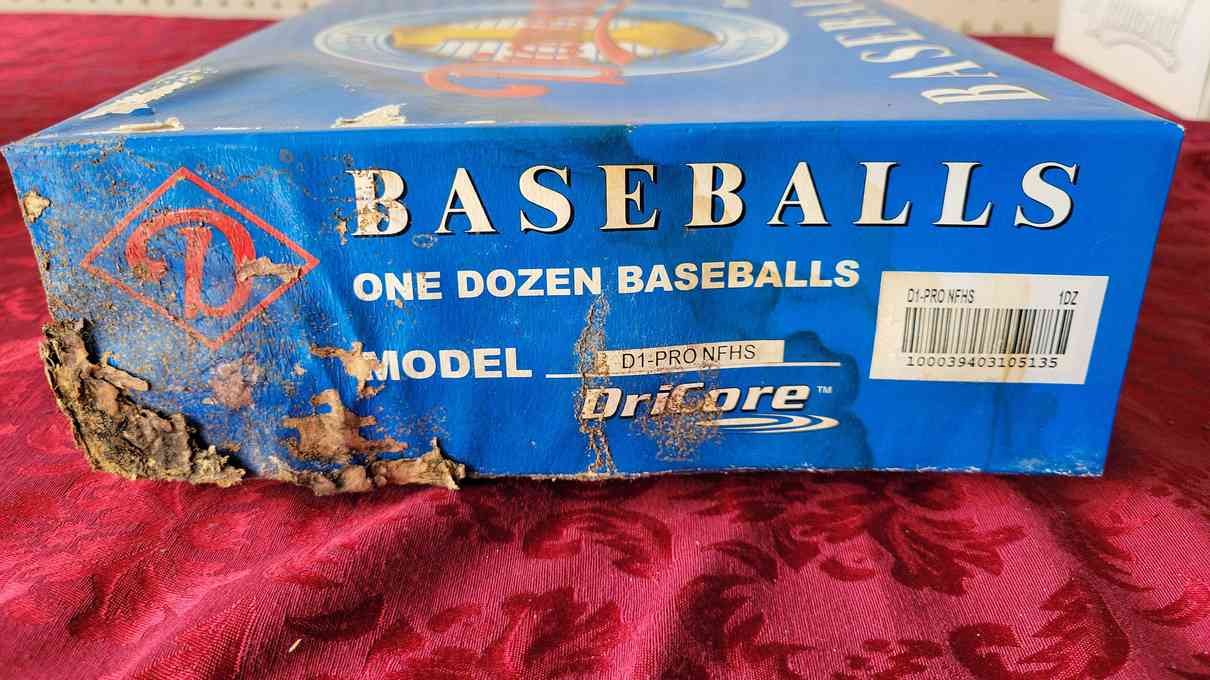 BASEBALLS
D
BASEBALLS
ONE DOZEN BASEBALLS
MODEL D1-PRO NFHS
DriCore™
D1-PRO NFHS 1DZ
100039403105135